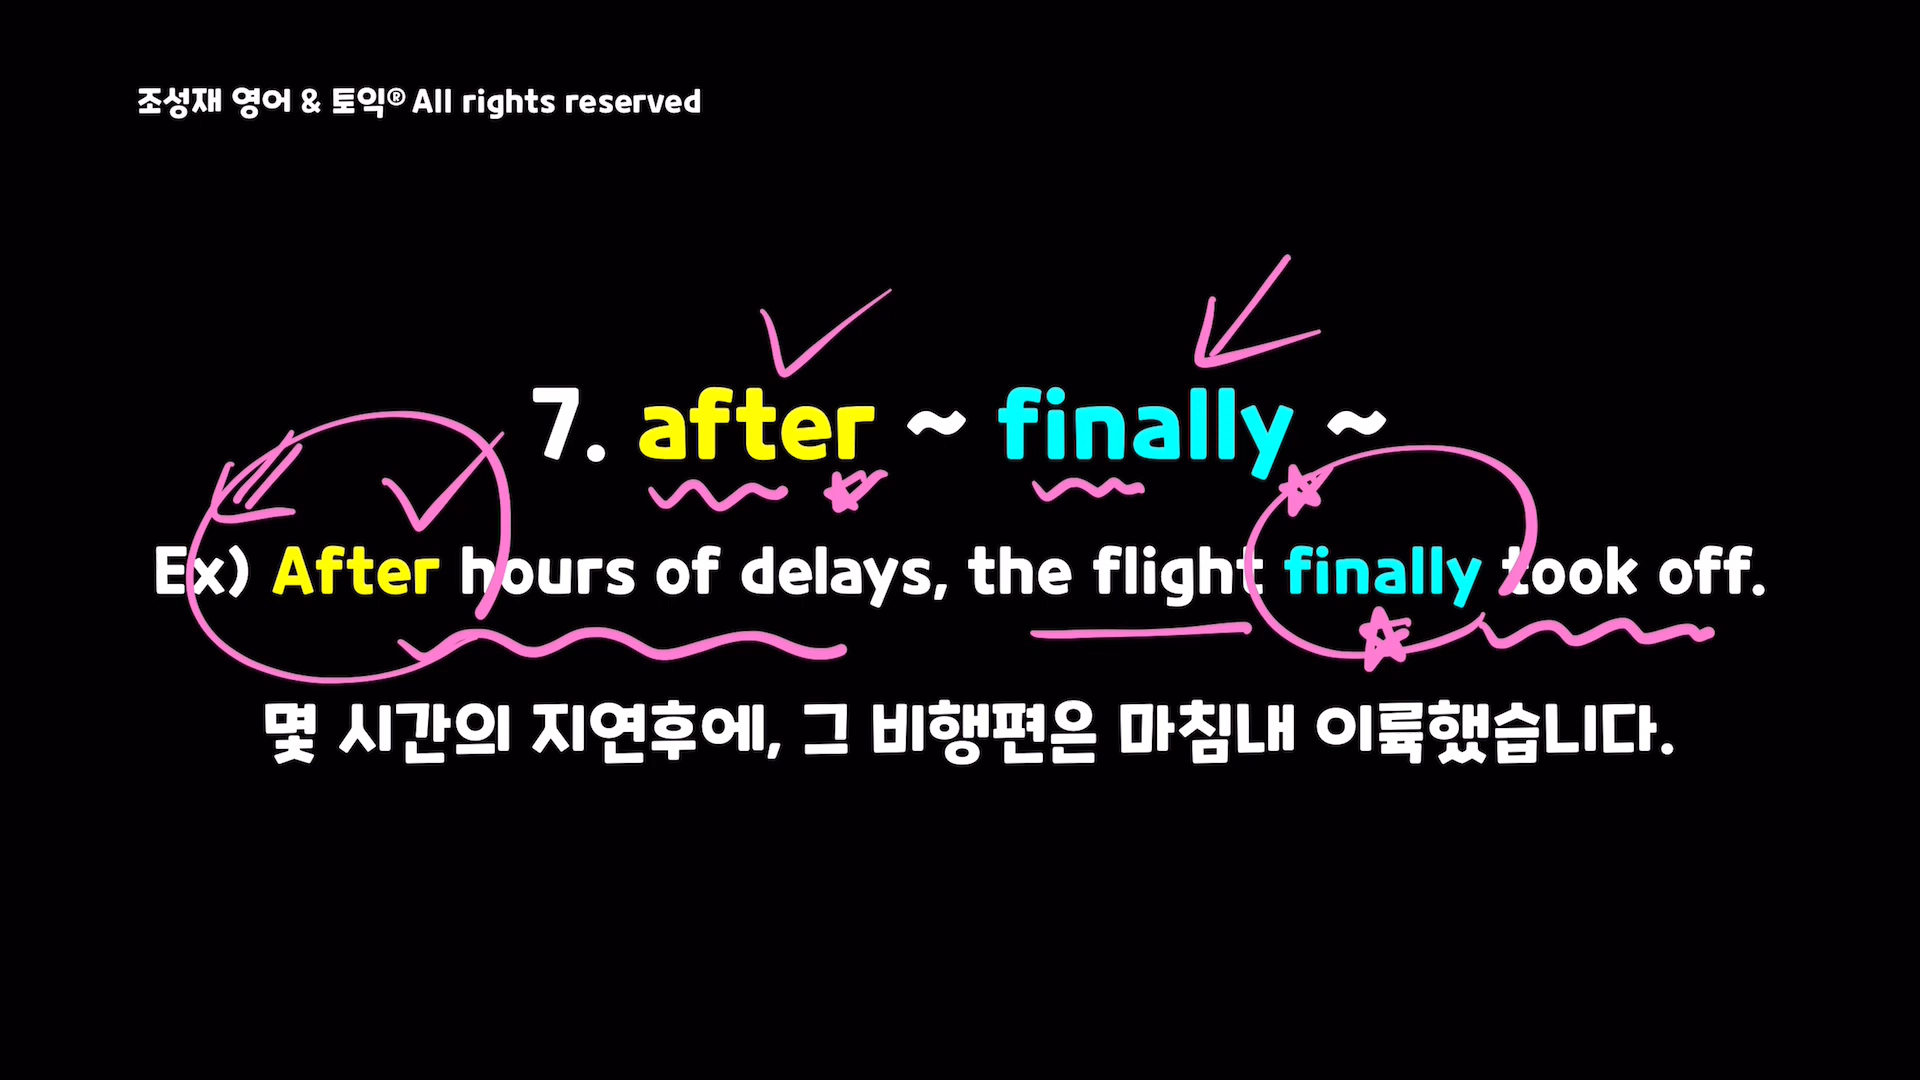 조성재 영어 & 토익® All rights reserved
7. after ~ finally ~
Ex) After hours of delays, the flight finally took off.
몇 시간의 지연후에, 그 비행편은 마침내 이륙했습니다.